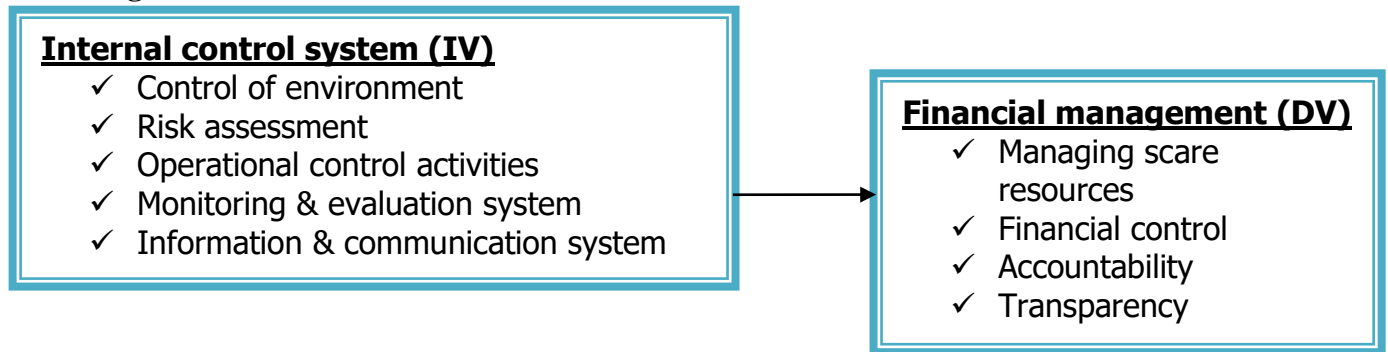 Internal control system (IV)
✓ Control of environment
✓ Risk assessment
✓ Operational control activities
✓ Monitoring & evaluation system
✓ Information & communication system
Financial management (DV)
✓ Managing scare
resources
✓ Financial control
✓ Accountability
✓ Transparency